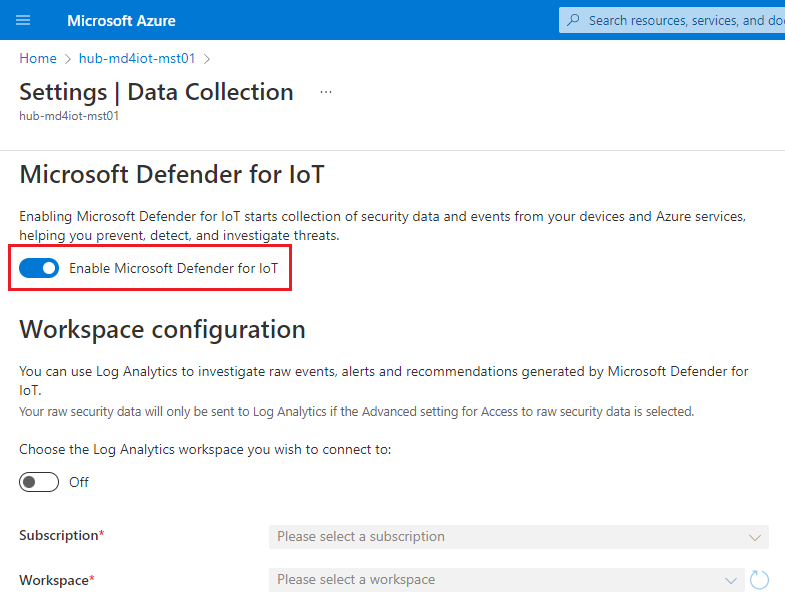 Microsoft Azure
Search resources, services, and
Home > hub-md4iot-mst01 >
Settings | Data Collection ...
hub-md4iot-mst01
Microsoft Defender for IoT
Enabling Microsoft Defender for IoT starts collection of security data and events from your devices and Azure services,
helping you prevent, detect, and investigate threats.
Enable Microsoft Defender for IoT
Workspace configuration
You can use Log Analytics to investigate raw events, alerts and recommendations generated by Microsoft Defender for
IoT.
Your raw security data will only be sent to Log Analytics if the Advanced setting for Access to raw security data is selected.
Choose the Log Analytics workspace you wish to connect to:
Off
Subscription*
Please select a subscription
Workspace*
Please select a workspace